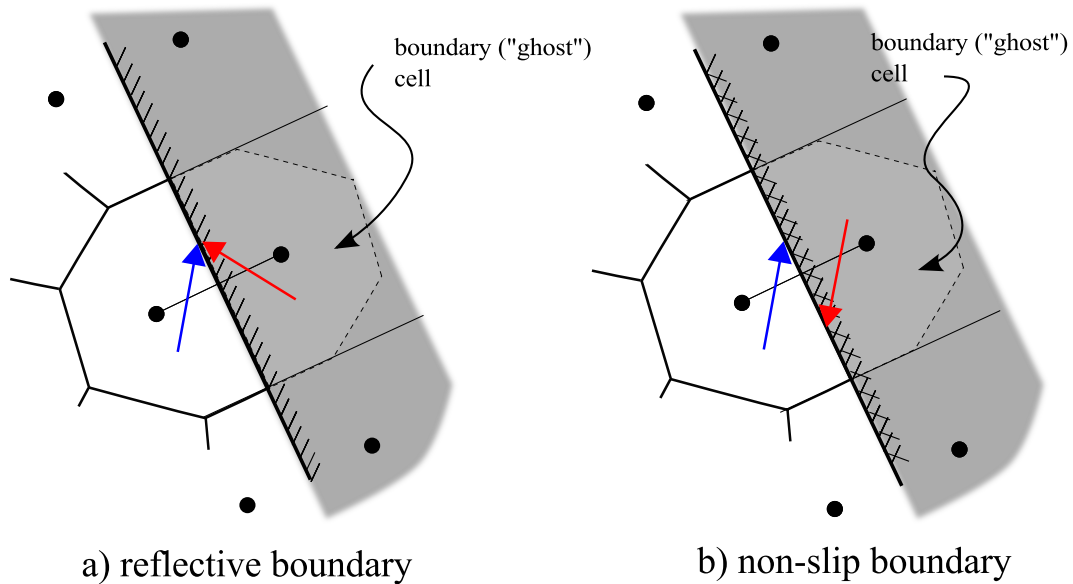 boundary ("ghost")
cell
boundary ("ghost")
cell
a) reflective boundary
b) non-slip boundary